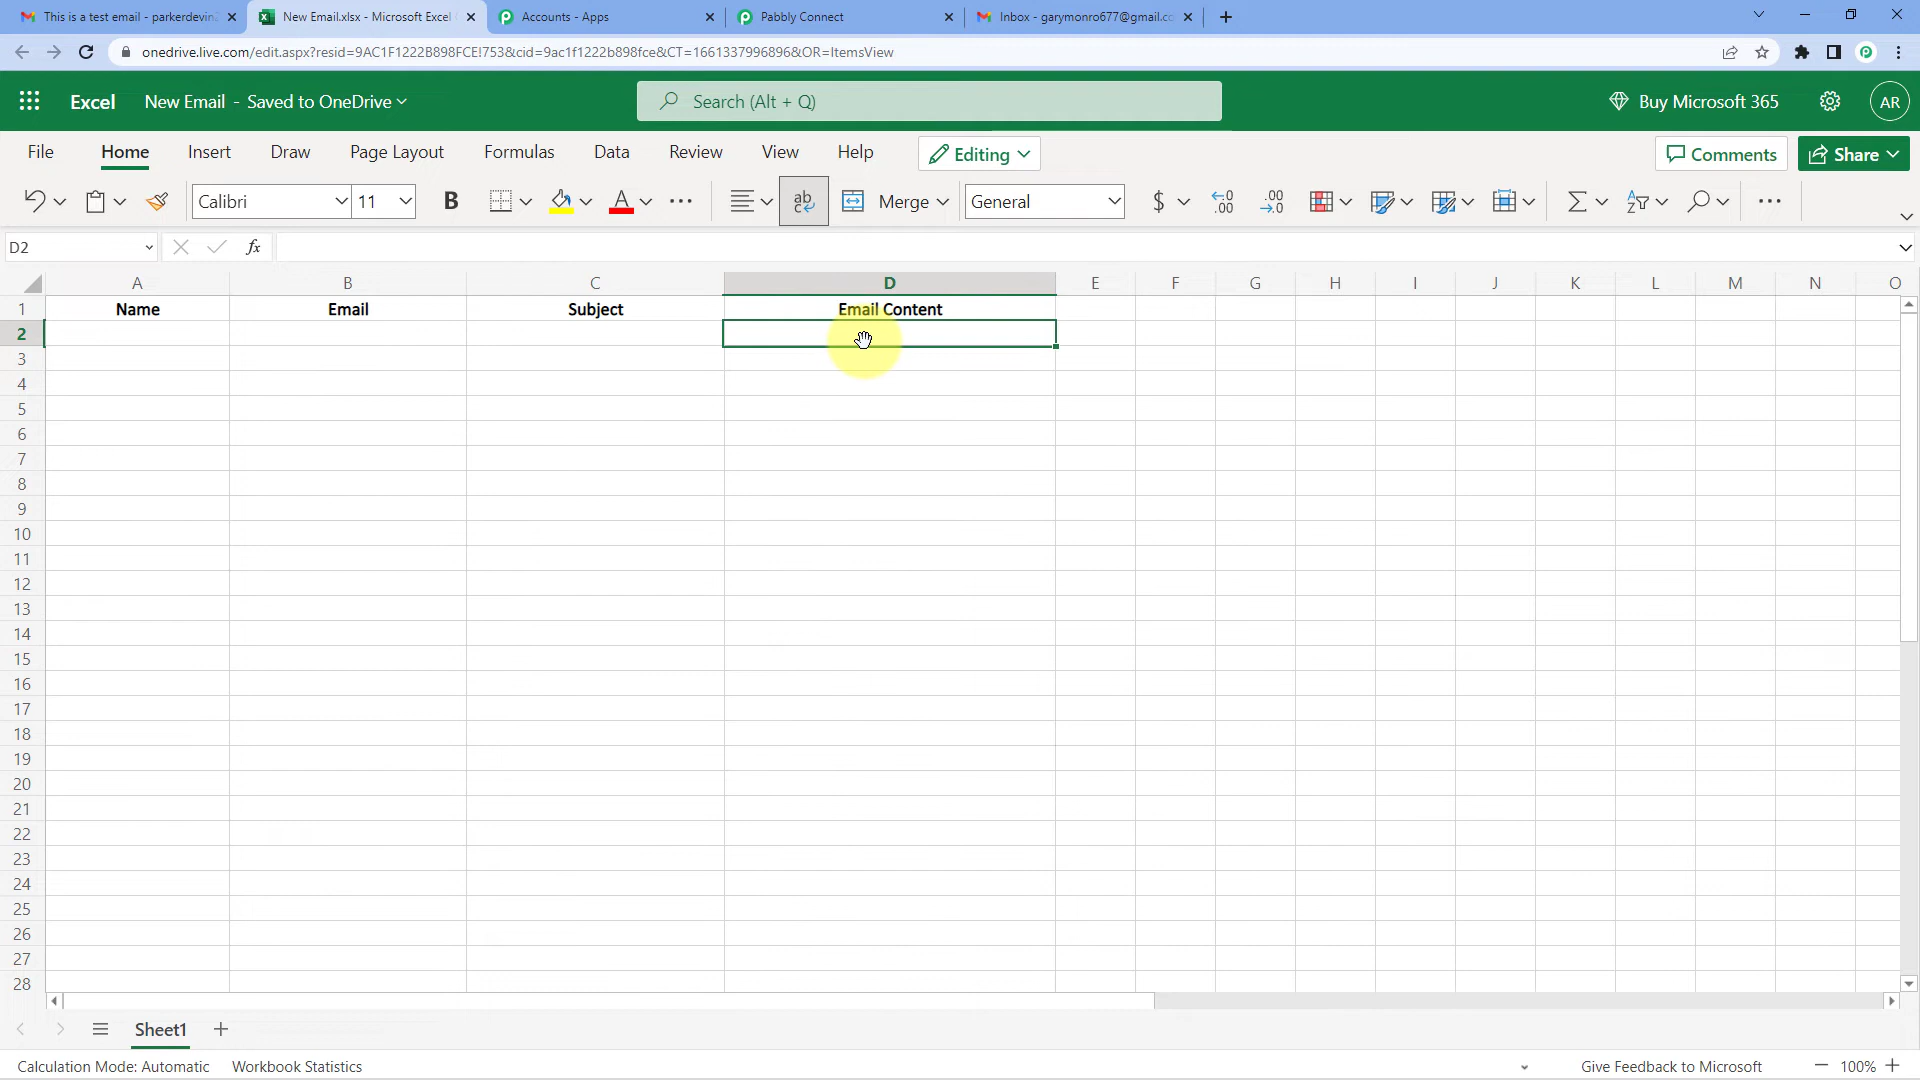 This is a test email - parkerdevin2
New Email.xlsx - Microsoft Excel
Accounts - Apps
Pabbly Connect
Inbox - garymonro677@gmail.co
onedrive.live.com/edit.aspx?resid=9AC1F1222B898FCE!753&cid=9ac1f1222b898fce&CT=1661337996896&OR=ItemsView
Excel New Email - Saved to OneDrive
Search (Alt + Q)
Buy Microsoft 365
AR
File Home Insert Draw Page Layout Formulas Data Review View Help Editing Comments Share
Calibri 11 B A ab c Merge General $ .00 .00
D2 fx
A B C D E F G H I J K L M N O
1 Name Email Subject Email Content
2
3
4
5
6
7
8
9
10
11
12
13
14
15
16
17
18
19
20
21
22
23
24
25
26
27
28
Sheet1
Calculation Mode: Automatic Workbook Statistics Give Feedback to Microsoft 100%